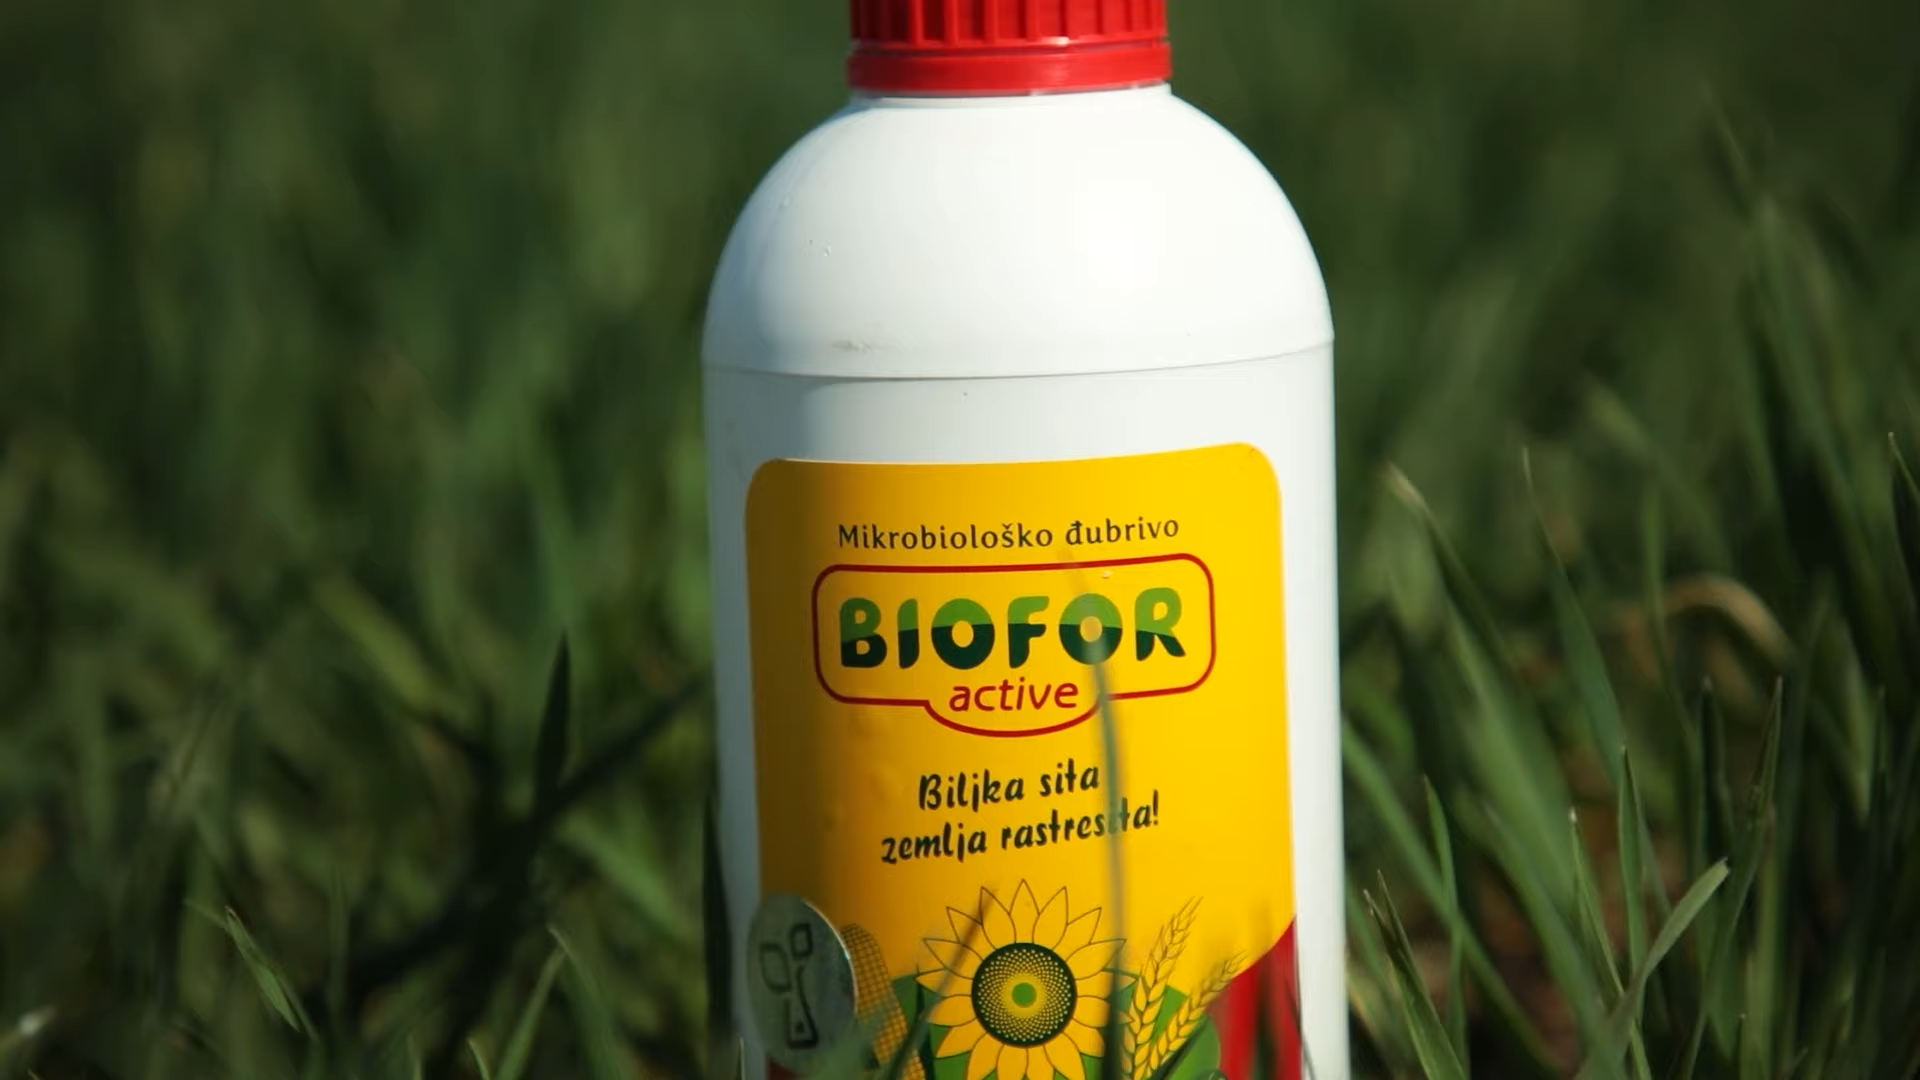 Mikrobiološko đubrivo
BIOFOR
active
Biljka sita
zemlja rastresita!